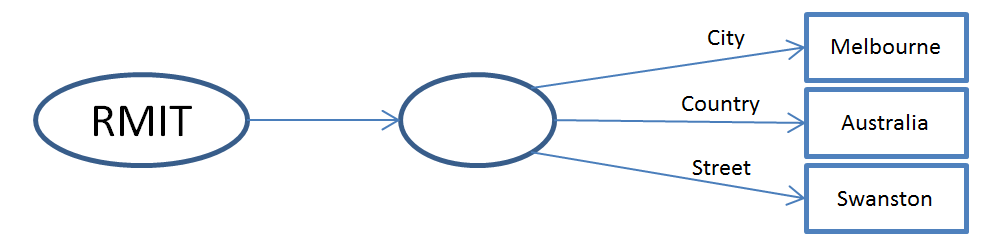 RMIT
City
Melbourne
Country
Australia
Street
Swanston